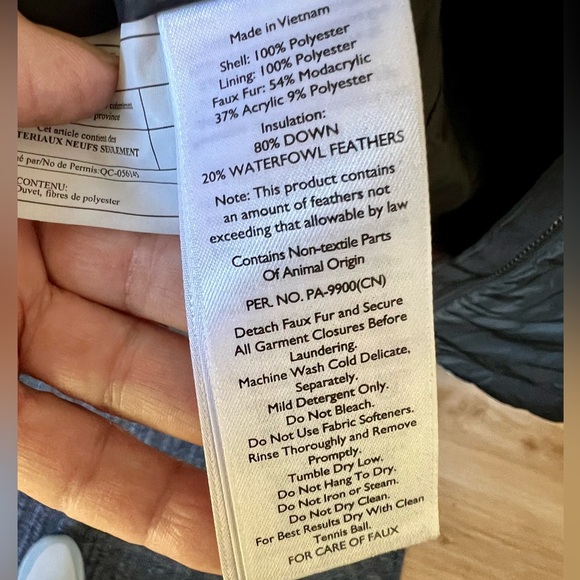 province
Cet article contient des
TERIAUX NEUFS SEULEMENT
é par/No de Permis:QC-056145
CONTENU:
Duvet, fibres de polyester
Made in Vietnam
Shell: 100% Polyester
Lining: 100% Polyester
Faux Fur: 54% Modacrylic
37% Acrylic 9% Polyester
Insulation:
80% DOWN
20% WATERFOWL FEATHERS
Note: This product contains
an amount of feathers not
exceeding that allowable by law
Contains Non-textile Parts
Of Animal Origin
PER. NO. PA-9900(CN)
Detach Faux Fur and Secure
All Garment Closures Before
Laundering.
Machine Wash Cold Delicate,
Separately.
Mild Detergent Only.
Do Not Bleach.
Do Not Use Fabric Softeners.
Rinse Thoroughly and Remove
Promptly.
Tumble Dry Low.
Do Not Hang To Dry.
Do Not Iron or Steam.
Do Not Dry Clean.
For Best Results Dry With Clean
Tennis Ball.
FOR CARE OF FAUX